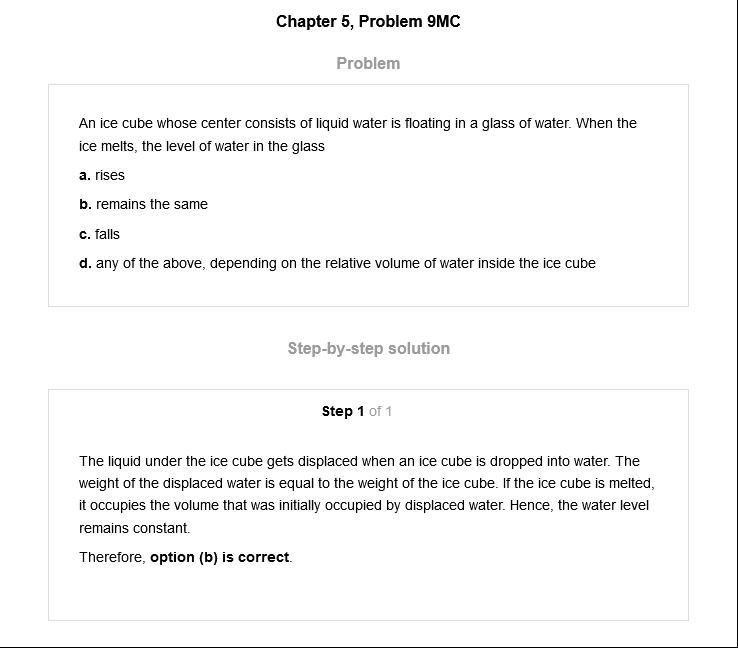 Chapter 5, Problem 9MC
Problem
An ice cube whose center consists of liquid water is floating in a glass of water. When the
ice melts, the level of water in the glass
a. rises
b. remains the same
c. falls
d. any of the above, depending on the relative volume of water inside the ice cube
Step-by-step solution
Step 1 of 1
The liquid under the ice cube gets displaced when an ice cube is dropped into water. The
weight of the displaced water is equal to the weight of the ice cube. If the ice cube is melted,
it occupies the volume that was initially occupied by displaced water. Hence, the water level
remains constant.
Therefore, option (b) is correct.